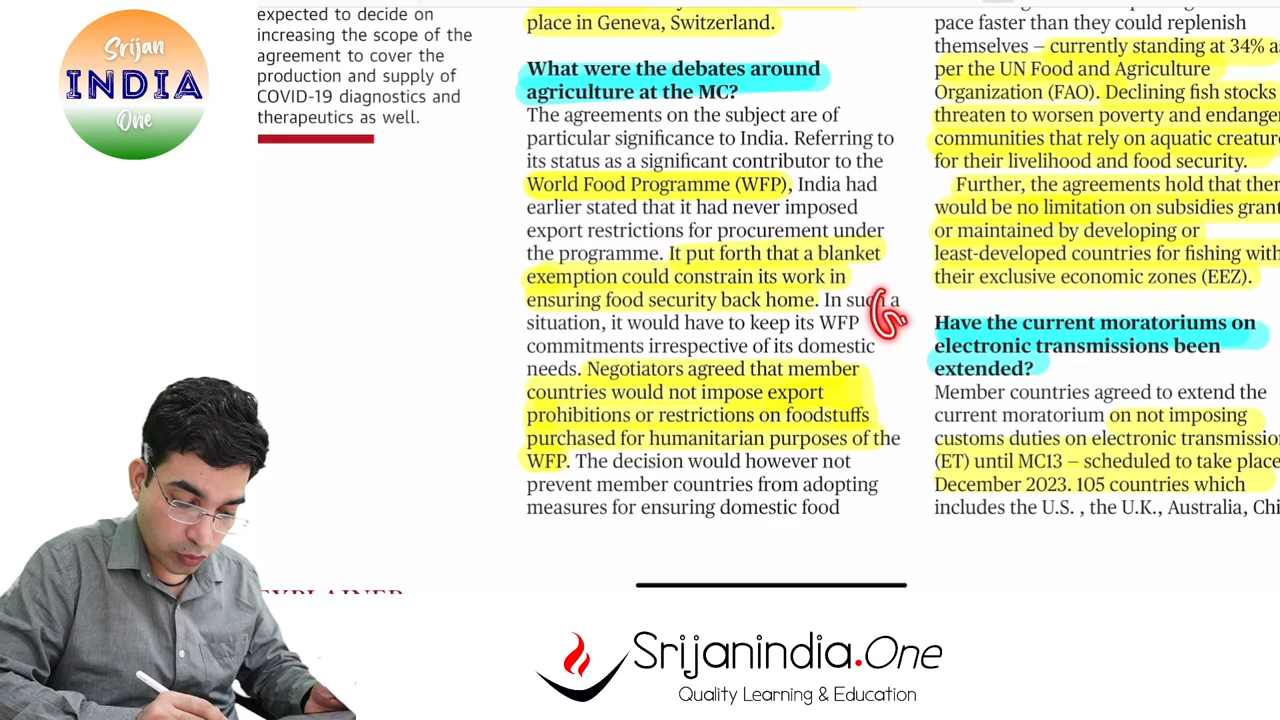 Srijan
INDIA
One
expected to decide on
increasing the scope of the
agreement to cover the
production and supply of
COVID-19 diagnostics and
therapeutics as well.
place in Geneva, Switzerland.
What were the debates around
agriculture at the MC?
The agreements on the subject are of
particular significance to India. Referring to
its status as a significant contributor to the
World Food Programme (WFP), India had
earlier stated that it had never imposed
export restrictions for procurement under
the programme. It put forth that a blanket
exemption could constrain its work in
ensuring food security back home. In such a
situation, it would have to keep its WFP
commitments irrespective of its domestic
needs. Negotiators agreed that member
countries would not impose export
prohibitions or restrictions on foodstuffs
purchased for humanitarian purposes of the
WFP. The decision would however not
prevent member countries from adopting
measures for ensuring domestic food
pace faster than they could replenish
themselves – currently standing at 34% as
per the UN Food and Agriculture
Organization (FAO). Declining fish stocks
threaten to worsen poverty and endanger
communities that rely on aquatic creatur
for their livelihood and food security.
Further, the agreements hold that ther
would be no limitation on subsidies grant
or maintained by developing or
least-developed countries for fishing with
their exclusive economic zones (EEZ).
Have the current moratoriums on
electronic transmissions been
extended?
Member countries agreed to extend the
current moratorium on not imposing
customs duties on electronic transmissio
(ET) until MC13 – scheduled to take place
December 2023. 105 countries which
includes the U.S. , the U.K., Australia, Chi
EXPLAINER
Srijanindia.One
Quality Learning & Education